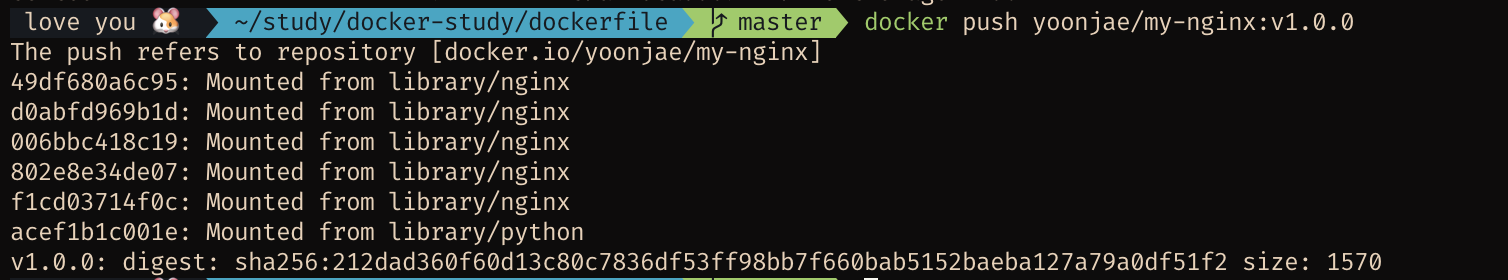 love you 🐹 ~/study/docker-study/dockerfile master docker push yoonjae/my-nginx:v1.0.0
The push refers to repository [docker.io/yoonjae/my-nginx]
49df680a6c95: Mounted from library/nginx
d0abfd969b1d: Mounted from library/nginx
006bbc418c19: Mounted from library/nginx
802e8e34de07: Mounted from library/nginx
f1cd03714f0c: Mounted from library/nginx
acef1b1c001e: Mounted from library/python
v1.0.0: digest: sha256:212dad360f60d13c80c7836df53ff98bb7f660bab5152baeba127a79a0df51f2 size: 1570